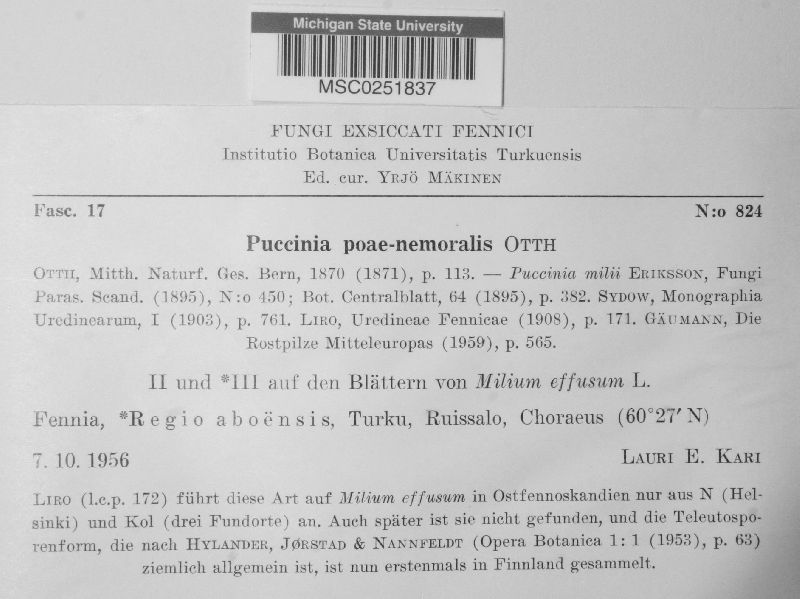 Michigan State University
MSC0251837
FUNGI EXSICCATI FENNICI
Institutio Botanica Universitatis Turkuensis
Ed. cur. YRJÖ MÄKINEN
Fasc. 17 N:o 824
Puccinia poae-nemoralis OTTH
OTTH, Mitth. Naturf. Ges. Bern, 1870 (1871), p. 113. — Puccinia milii ERIKSSON, Fungi
Paras. Scand. (1895), N:o 450; Bot. Centralblatt, 64 (1895), p. 382. SYDOW, Monographia
Uredinearum, I (1903), p. 761. LIRO, Uredineae Fennicae (1908), p. 171. GÄUMANN, Die
Rostpilze Mitteleuropas (1959), p. 565.
II und *III auf den Blättern von Milium effusum L.
Fennia, *Regio aboënsis, Turku, Ruissalo, Choraeus (60°27′ N)
7. 10. 1956 LAURI E. KARI
LIRO (l.c.p. 172) führt diese Art auf Milium effusum in Ostfennoskandien nur aus N (Hel-
sinki) und Kol (drei Fundorte) an. Auch später ist sie nicht gefunden, und die Teleutospo-
renform, die nach HYLANDER, JØRSTAD & NANNFELDT (Opera Botanica 1: 1 (1953), p. 63)
ziemlich allgemein ist, ist nun erstenmals in Finnland gesammelt.